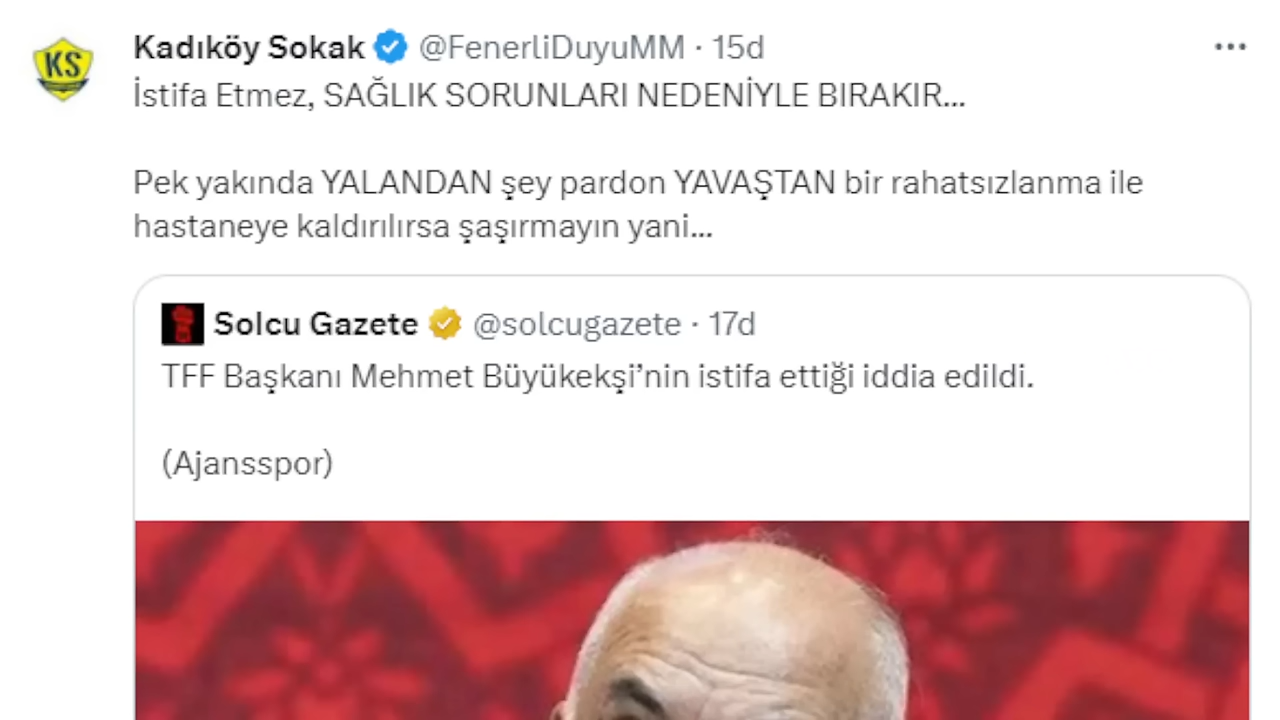 KS
Kadıköy Sokak @FenerliDuyuMM · 15d
İstifa Etmez, SAĞLIK SORUNLARI NEDENİYLE BIRAKIR...
Pek yakında YALANDAN şey pardon YAVAŞTAN bir rahatsızlanma ile
hastaneye kaldırılırsa şaşırmayın yani...
Solcu Gazete @solcugazete · 17d
TFF Başkanı Mehmet Büyükekşi’nin istifa ettiği iddia edildi.
(Ajansspor)